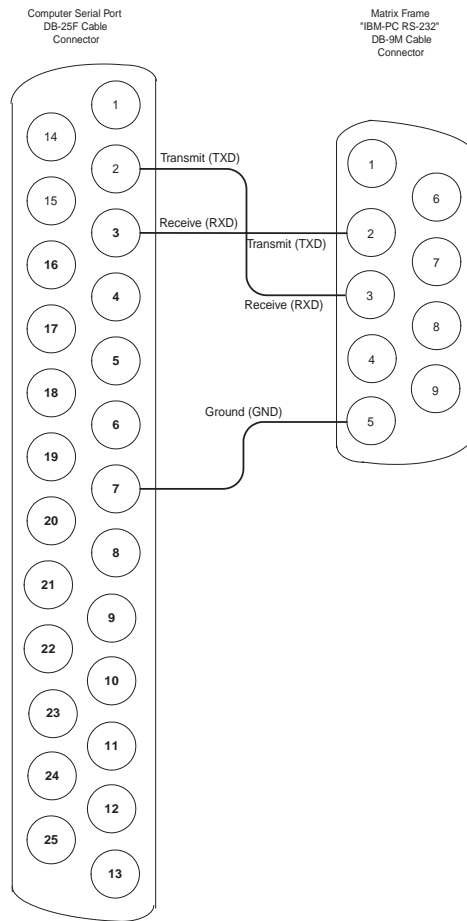 Computer Serial Port
DB-25F Cable
Connector
Matrix Frame
"IBM-PC RS-232"
DB-9M Cable
Connector
1
14
2
15
3
16
4
17
5
18
6
19
7
20
8
21
9
22
10
23
11
24
12
25
13
Transmit (TXD)
Receive (RXD)
Transmit (TXD)
Receive (RXD)
Ground (GND)
1
6
2
7
3
8
4
9
5